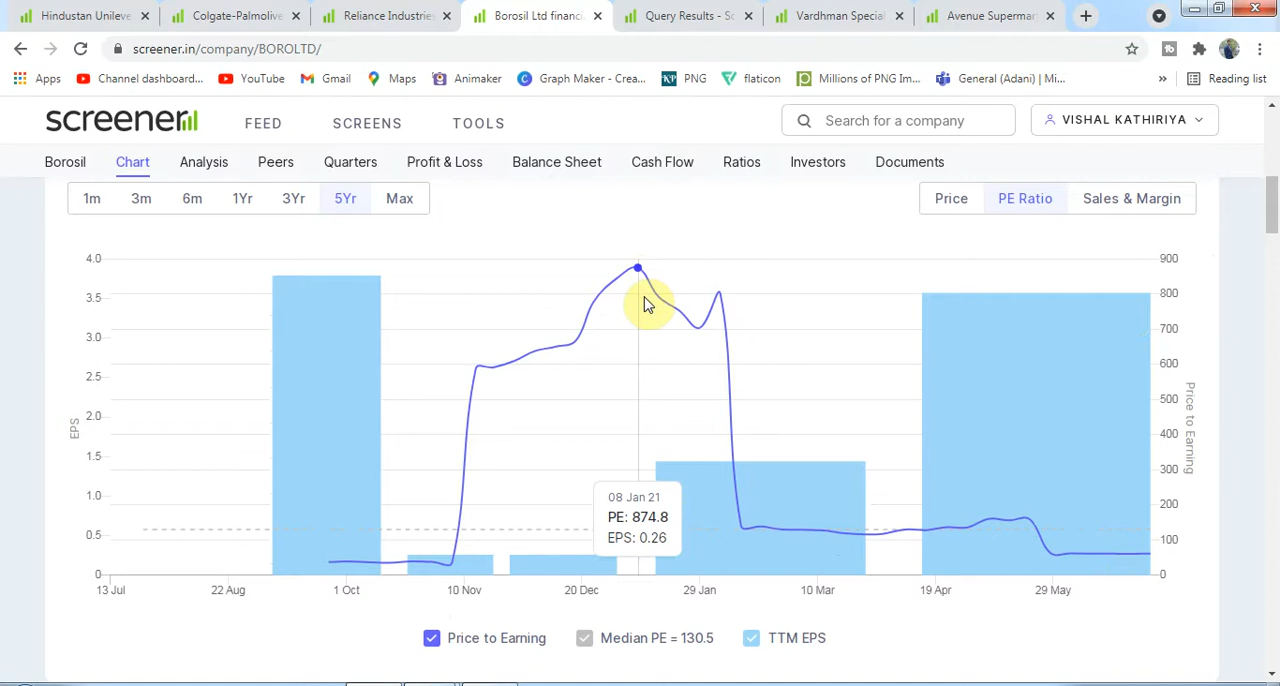 Hindustan Unileve
Colgate-Palmolive
Reliance Industries
Borosil Ltd financi
Query Results - Sc
Vardhman Special
Avenue Supermar
screener.in/company/BOROLTD/
Apps
Channel dashboard...
YouTube
Gmail
Maps
Animaker
Graph Maker - Crea...
PNG
flaticon
Millions of PNG Im...
General (Adani) | Mi...
»
Reading list
screener
FEED
SCREENS
TOOLS
Search for a company
VISHAL KATHIRIYA
Borosil
Chart
Analysis
Peers
Quarters
Profit & Loss
Balance Sheet
Cash Flow
Ratios
Investors
Documents
1m
3m
6m
1Yr
3Yr
5Yr
Max
Price
PE Ratio
Sales & Margin
4.0
3.5
3.0
2.5
2.0
1.5
1.0
0.5
0
EPS
900
800
700
600
500
400
300
200
100
0
Price to Earning
08 Jan 21
PE: 874.8
EPS: 0.26
13 Jul
22 Aug
1 Oct
10 Nov
20 Dec
29 Jan
10 Mar
19 Apr
29 May
Price to Earning
Median PE = 130.5
TTM EPS